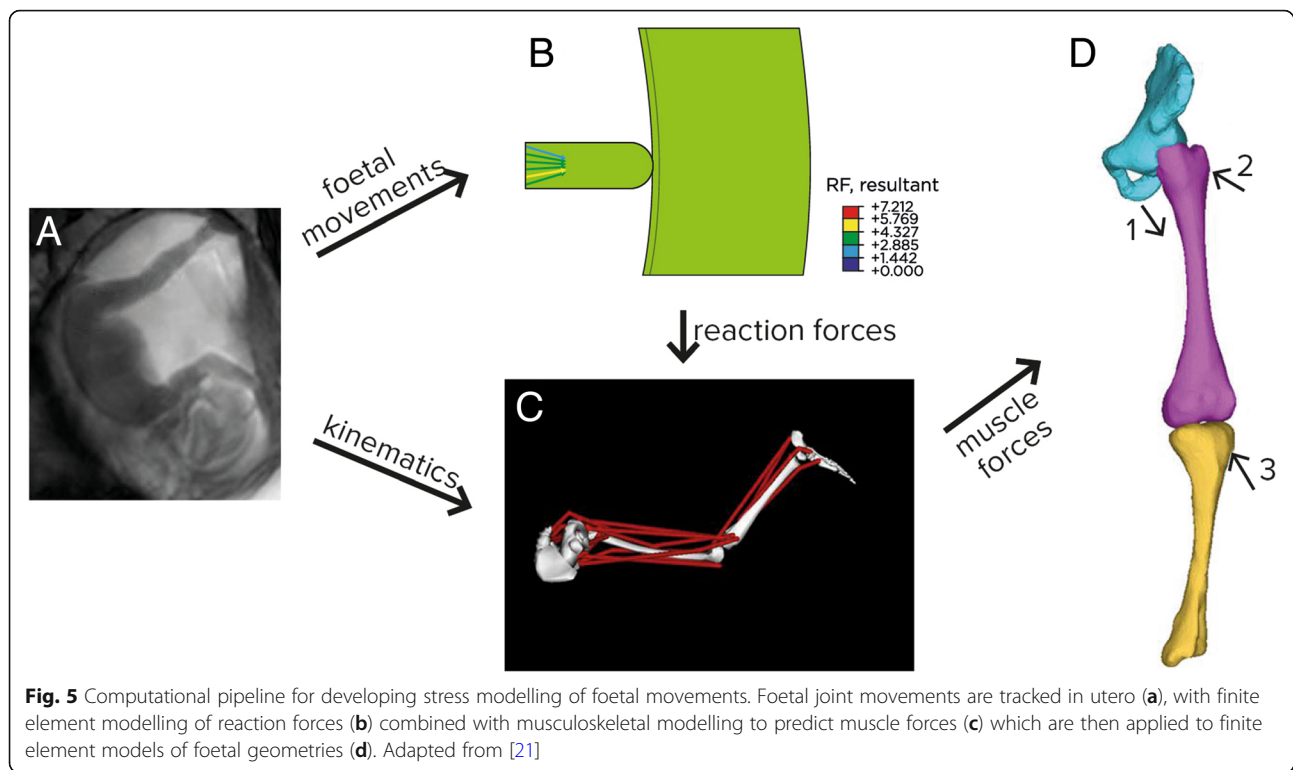 A
foetal
movements
B
RF, resultant
+7.212
+5.769
+4.327
+2.885
+1.442
+0.000
D
1
2
3
reaction forces
kinematics
C
muscle
forces
Fig. 5 Computational pipeline for developing stress modelling of foetal movements. Foetal joint movements are tracked in utero (a), with finite
element modelling of reaction forces (b) combined with musculoskeletal modelling to predict muscle forces (c) which are then applied to finite
element models of foetal geometries (d). Adapted from [21]